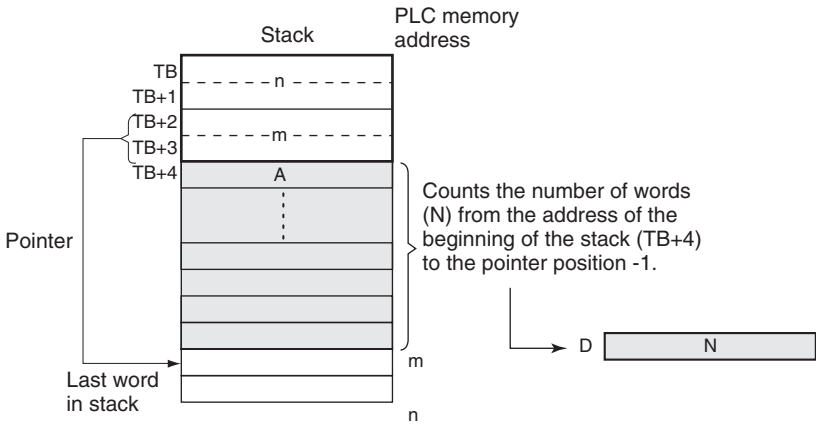 PLC memory
address
Stack
TB
n
TB+1
TB+2
m
TB+3
TB+4
A
Pointer
Counts the number of words
(N) from the address of the
beginning of the stack (TB+4)
to the pointer position -1.
D
N
m
Last word
in stack
n